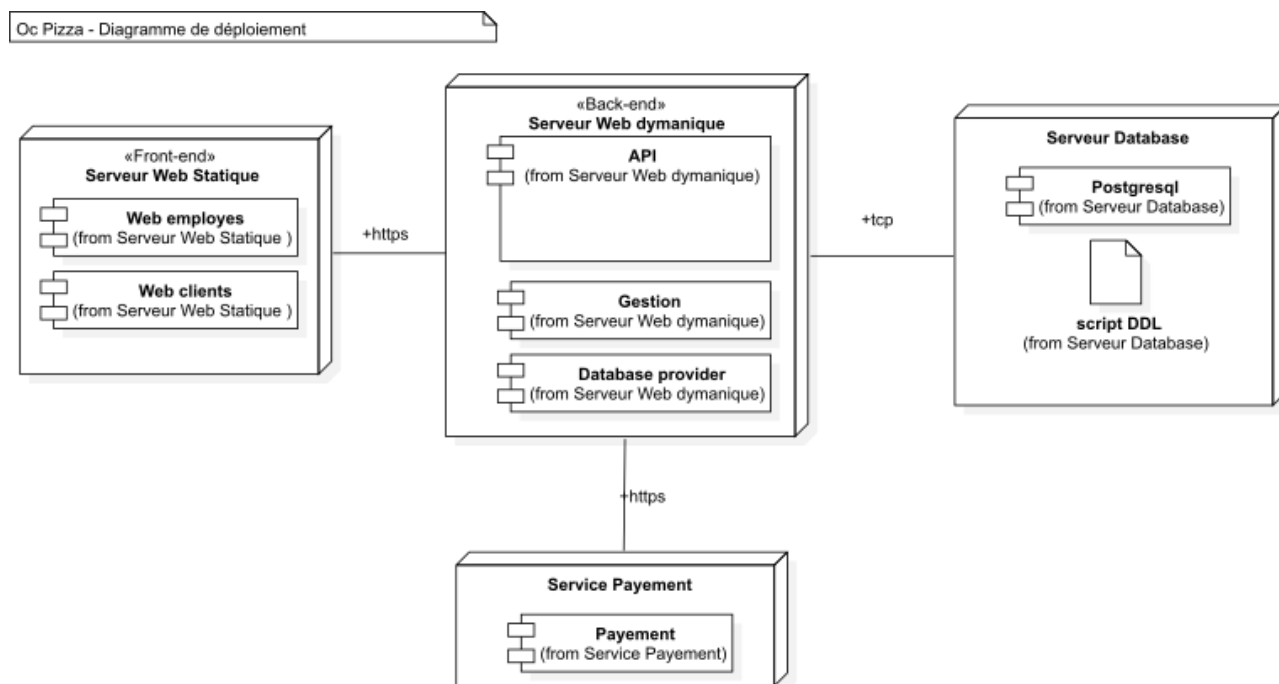 Oc Pizza - Diagramme de déploiement
«Front-end»
Serveur Web Statique
Web employes
(from Serveur Web Statique )
Web clients
(from Serveur Web Statique )
+https
«Back-end»
Serveur Web dymanique
API
(from Serveur Web dymanique)
Gestion
(from Serveur Web dymanique)
Database provider
(from Serveur Web dymanique)
+tcp
Serveur Database
Postgresql
(from Serveur Database)
script DDL
(from Serveur Database)
+https
Service Payement
Payement
(from Service Payement)